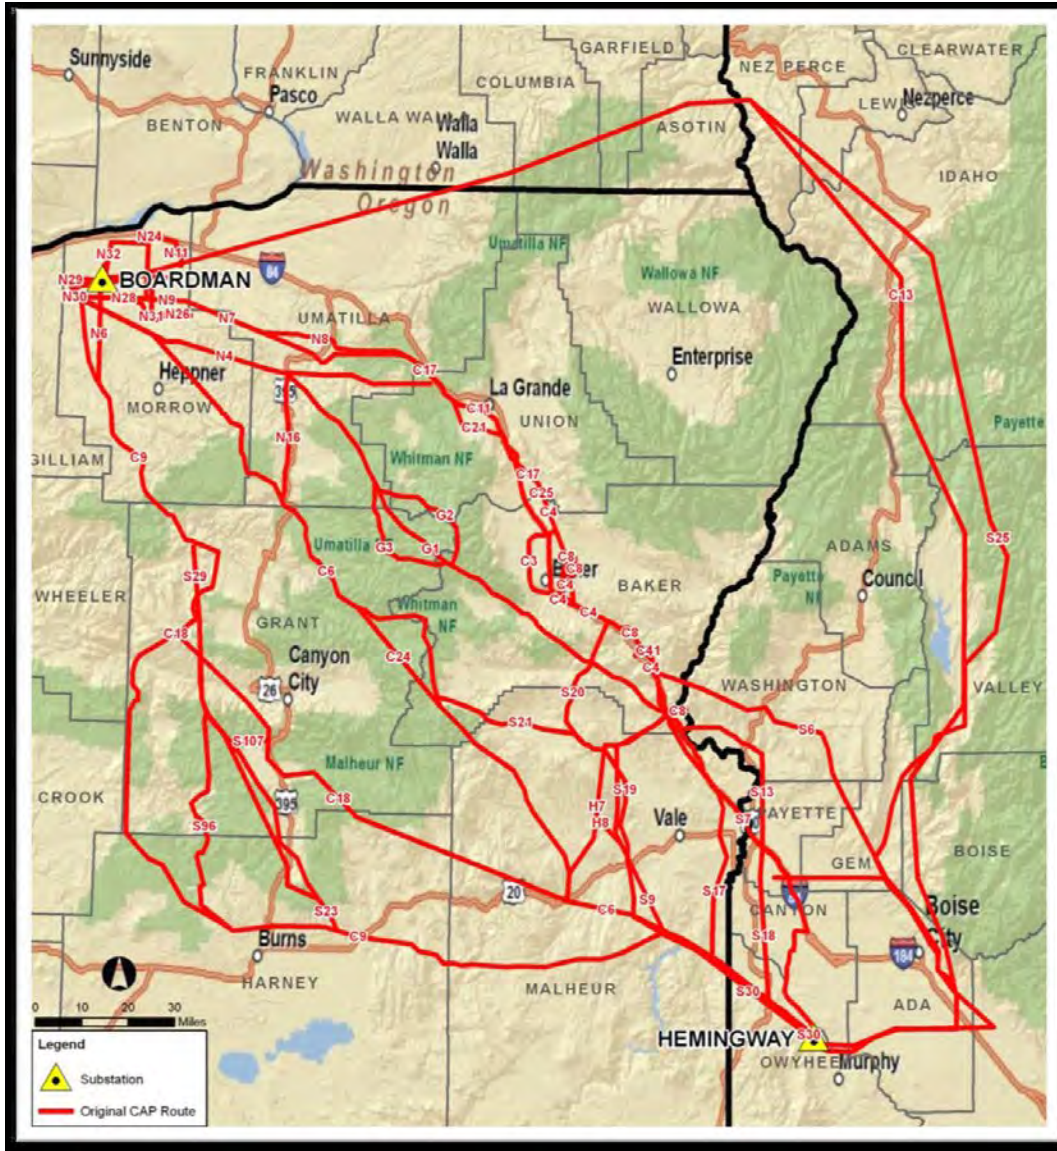 GARFIELD
CLEARWATER
Sunnyside
NEZ PERCE
FRANKLIN
COLUMBIA
Pasco
LEWIS
Nezperce
BENTON
WALLA WALLA
Walla
Walla
ASOTIN
IDAHO
Washington
Oregon
N24
N32
N11
Umatilla NF
84
Wallowa NF
N29
BOARDMAN
N30
N28
N9
N31
N26
WALLOWA
C13
N7
UMATILLA
N6
N8
N4
Enterprise
C17
Heppner
395
La Grande
MORROW
C11
UNION
C21
Payette
N16
GILLIAM
C9
Whitman NF
C17
C25
C4
G2
Umatilla NF
G3
G1
S25
ADAMS
C8
S29
C6
C3
C8
Payette
NF
Council
WHEELER
C4
BAKER
C4
Whitman
NF
C4
GRANT
C18
C8
C24
C41
Canyon
City
C4
WASHINGTON
26
S20
VALLEY
S21
C8
S6
S107
Malheur NF
CROOK
C18
S19
S13
395
H7
H8
Vale
S7
PAYETTE
S96
GEM
BOISE
20
S17
CANYON
Boise
City
C6
S9
S23
C9
S18
184
Burns
HARNEY
MALHEUR
S30
ADA
0 10 20 30
Miles
HEMINGWAY
S30
OWYHEE
Murphy
Legend
Substation
Original CAP Route